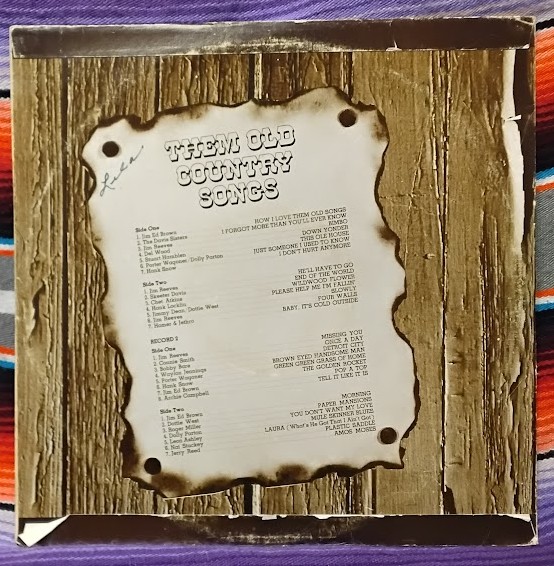 THEM OLD
COUNTRY
SONGS
Side One
1. Jim Ed Brown HOW I LOVE THEM OLD SONGS
2. The Davis Sisters I FORGOT MORE THAN YOU'LL EVER KNOW
3. Jim Reeves BIMBO
4. Del Wood DOWN YONDER
5. Stuart Hamblen THIS OLE HOUSE
6. Porter Wagoner, Dolly Parton JUST SOMEONE I USED TO KNOW
7. Hank Snow I DON'T HURT ANYMORE
Side Two
1. Jim Reeves HE'LL HAVE TO GO
2. Skeeter Davis END OF THE WORLD
3. Chet Atkins WILDWOOD FLOWER
4. Hank Locklin PLEASE HELP ME I'M FALLIN'
5. Jimmy Dean, Dottie West SLOWLY
6. Jim Reeves FOUR WALLS
7. Homer & Jethro BABY, IT'S COLD OUTSIDE
RECORD 2
Side One
1. Jim Reeves MISSING YOU
2. Connie Smith ONCE A DAY
3. Bobby Bare DETROIT CITY
4. Waylon Jennings BROWN EYED HANDSOME MAN
5. Porter Wagoner GREEN GREEN GRASS OF HOME
6. Hank Snow THE GOLDEN ROCKET
7. Jim Ed Brown POP A TOP
8. Archie Campbell TELL IT LIKE IT IS
Side Two
1. Jim Ed Brown MORNING
2. Dottie West PAPER MANSIONS
3. Roger Miller YOU DON'T WANT MY LOVE
4. Dolly Parton MULE SKINNER BLUES
5. Leon Ashley LAURA (What's He Got That I Ain't Got)
6. Nat Stuckey PLASTIC SADDLE
7. Jerry Reed AMOS MOSES